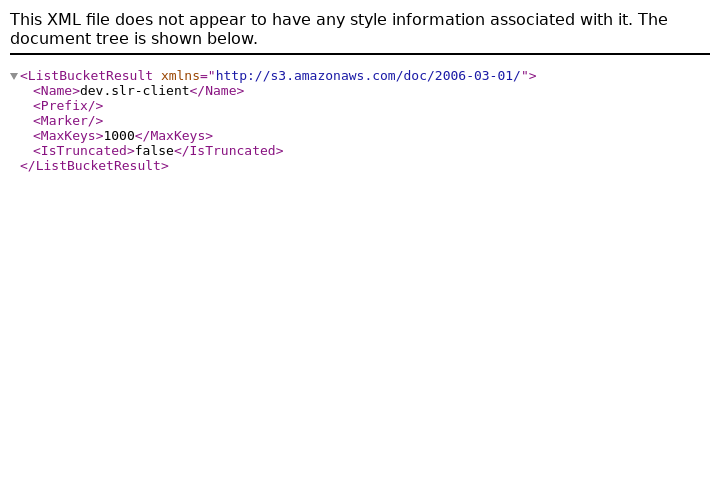 This XML file does not appear to have any style information associated with it. The
document tree is shown below.
<ListBucketResult xmlns="http://s3.amazonaws.com/doc/2006-03-01/">
<Name>dev.slr-client</Name>
<Prefix/>
<Marker/>
<MaxKeys>1000</MaxKeys>
<IsTruncated>false</IsTruncated>
</ListBucketResult>